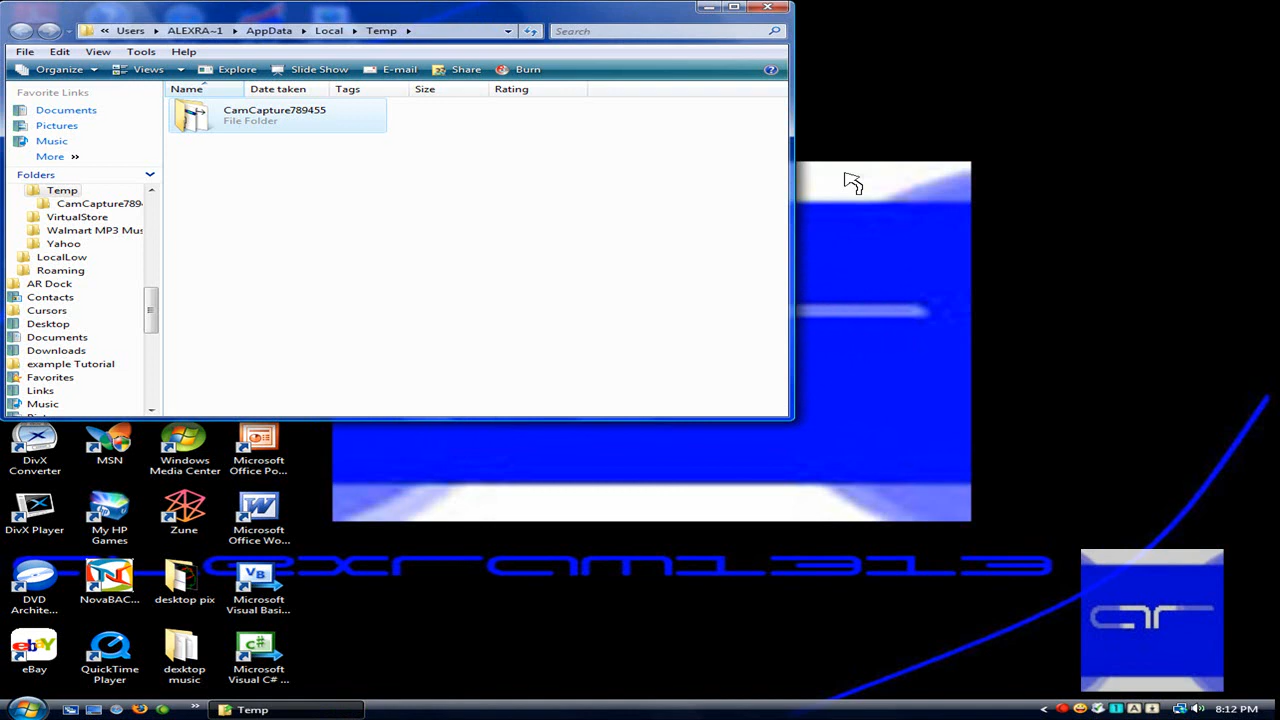 Users ALEXRA~1 AppData Local Temp Search
File Edit View Tools Help
Organize Views Explore Slide Show E-mail Share Burn
Favorite Links
Documents
Pictures
Music
More »
Folders
Temp
CamCapture789
VirtualStore
Walmart MP3 Mus
Yahoo
LocalLow
Roaming
AR Dock
Contacts
Cursors
Desktop
Documents
Downloads
example Tutorial
Favorites
Links
Music
Name Date taken Tags Size Rating
CamCapture789455
File Folder
DivX
Converter
MSN
Windows
Media Center
Microsoft
Office Po...
DivX Player
My HP
Games
Zune
Microsoft
Office Wo...
DVD
Archite...
NovaBAC...
desktop pix
Microsoft
Visual Basi...
eBay
QuickTime
Player
dexktop
music
Microsoft
Visual C# ...
exram1313
ar
Temp
8:12 PM